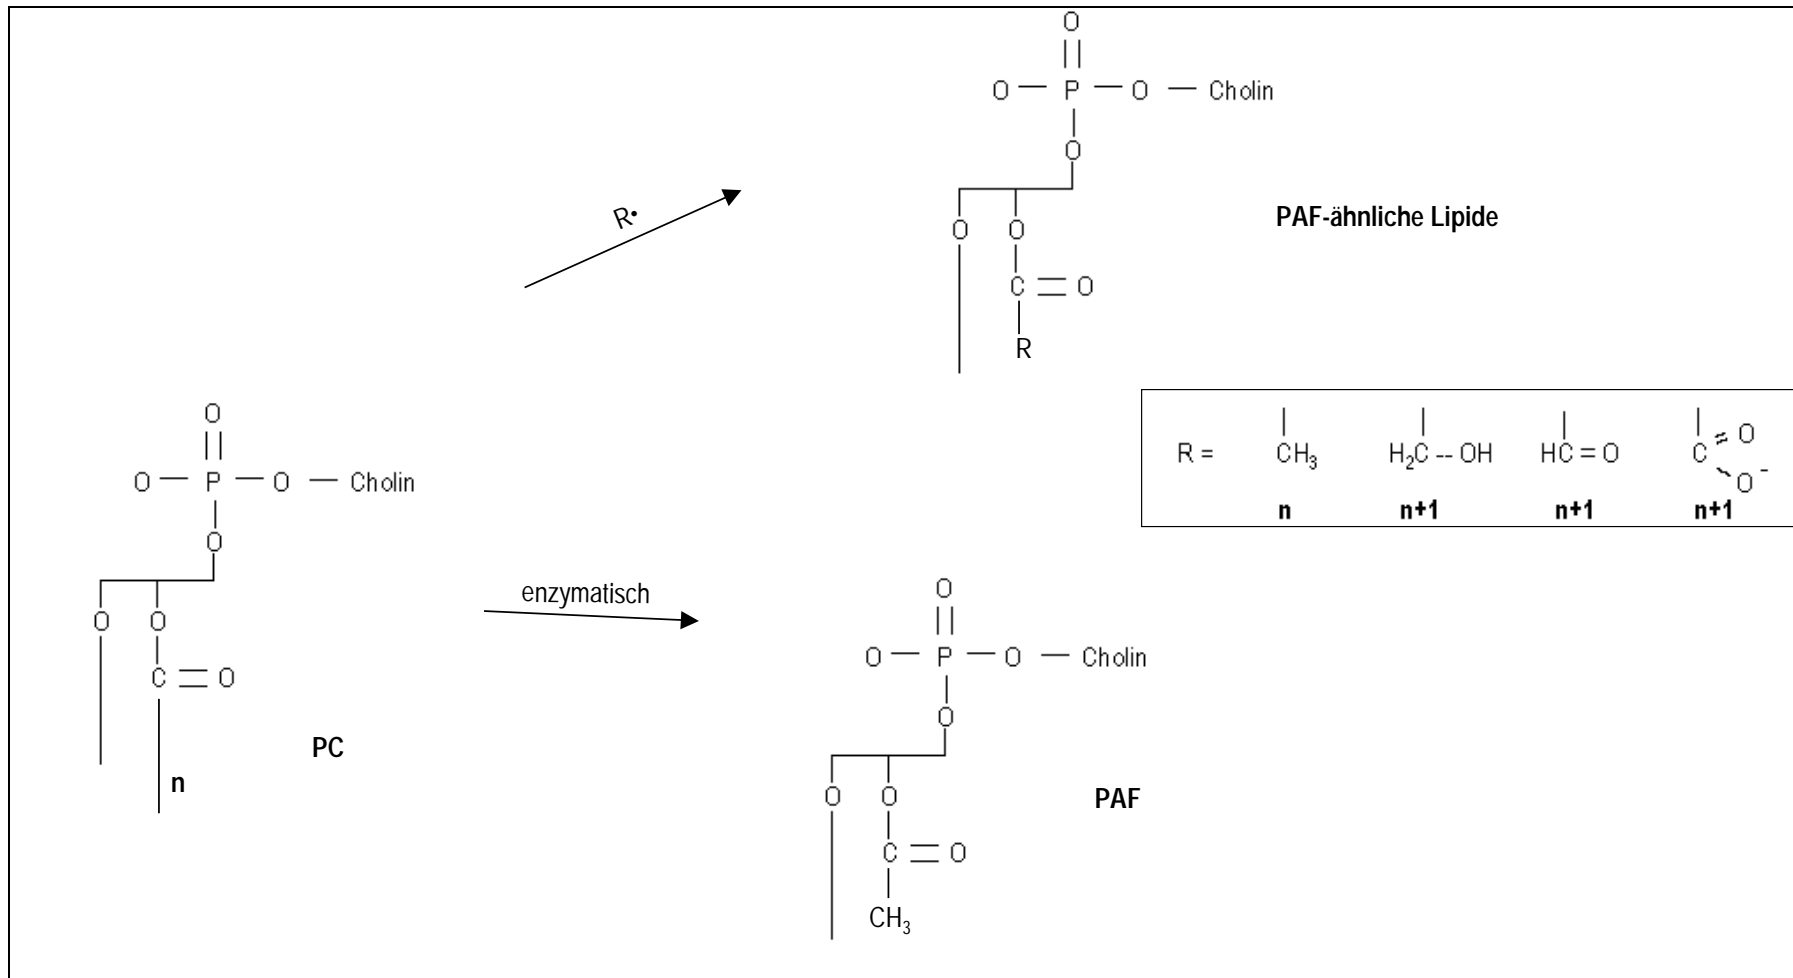 O
O P O Cholin
O
O O
C O
R
PAF-ähnliche Lipide
R•
R = CH3 H2C -- OH HC = O C = O O-
n n+1 n+1 n+1
O
O P O Cholin
O
O O
C O
PC
n
enzymatisch
O
O P O Cholin
O
O O
C O
CH3
PAF